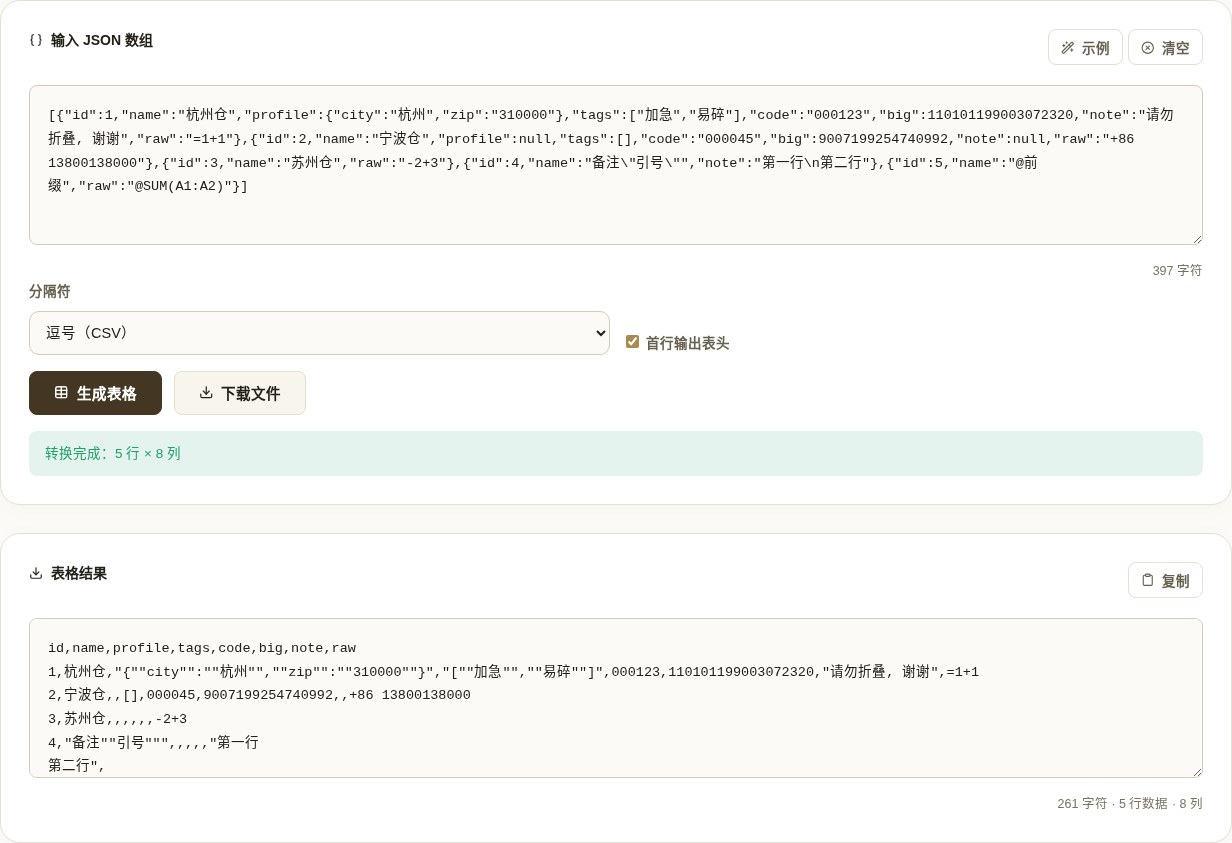 输入 JSON 数组
示例
清空
[{"id":1,"name":"杭州仓","profile":{"city":"杭州","zip":"310000"},"tags":["加急","易碎"],"code":"000123","big":110101199003072320,"note":"请勿
折叠, 谢谢","raw":"=1+1"},{"id":2,"name":"宁波仓","profile":null,"tags":[],"code":"000045","big":9007199254740992,"note":null,"raw":"+86
13800138000"},{"id":3,"name":"苏州仓","raw":"-2+3"},{"id":4,"name":"备注\"引号\"","note":"第一行\n第二行"},{"id":5,"name":"@前
缀","raw":"@SUM(A1:A2)"}]
397 字符
分隔符
逗号（CSV）
首行输出表头
生成表格
下载文件
转换完成：5 行 × 8 列
表格结果
复制
id,name,profile,tags,code,big,note,raw
1,杭州仓,"{""city"":""杭州"",""zip"":""310000""}","[""加急"",""易碎""]",000123,110101199003072320,"请勿折叠, 谢谢",=1+1
2,宁波仓,,[],000045,9007199254740992,,+86 13800138000
3,苏州仓,,,,,,-2+3
4,"备注""引号""",,,,,"第一行
第二行",
261 字符 · 5 行数据 · 8 列